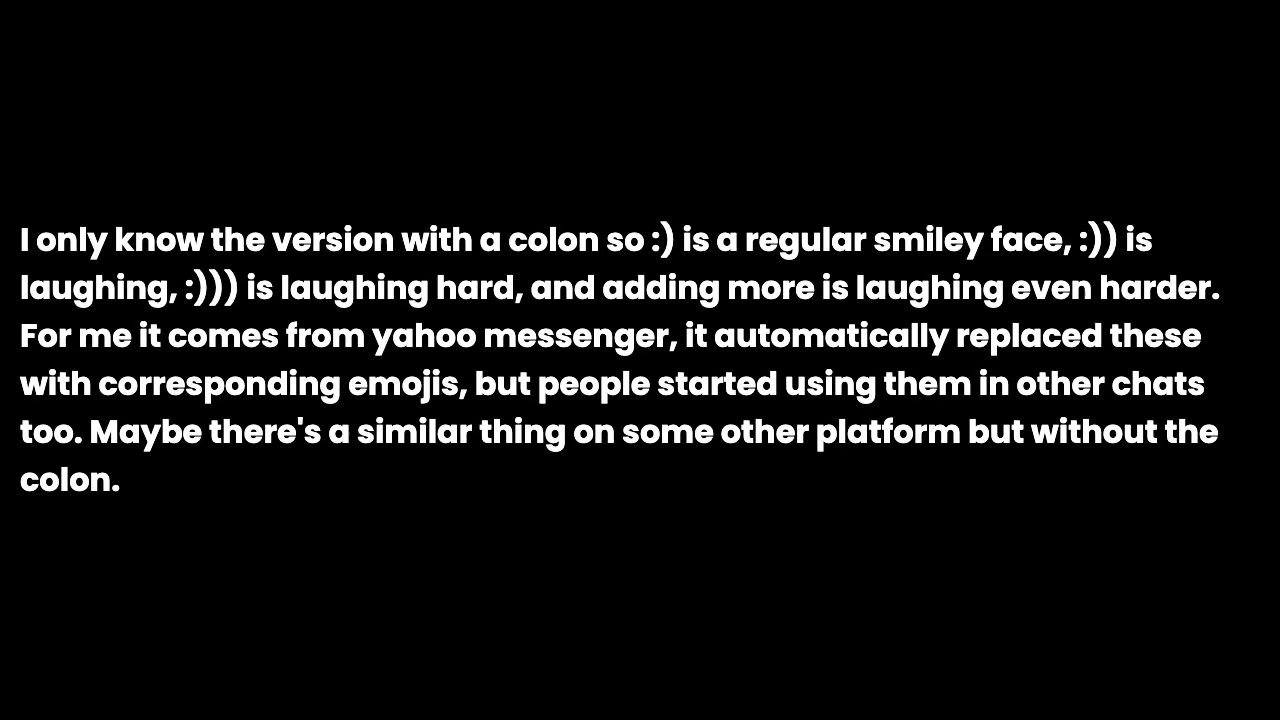 I only know the version with a colon so :) is a regular smiley face, :)) is
laughing, :))) is laughing hard, and adding more is laughing even harder.
For me it comes from yahoo messenger, it automatically replaced these
with corresponding emojis, but people started using them in other chats
too. Maybe there's a similar thing on some other platform but without the
colon.